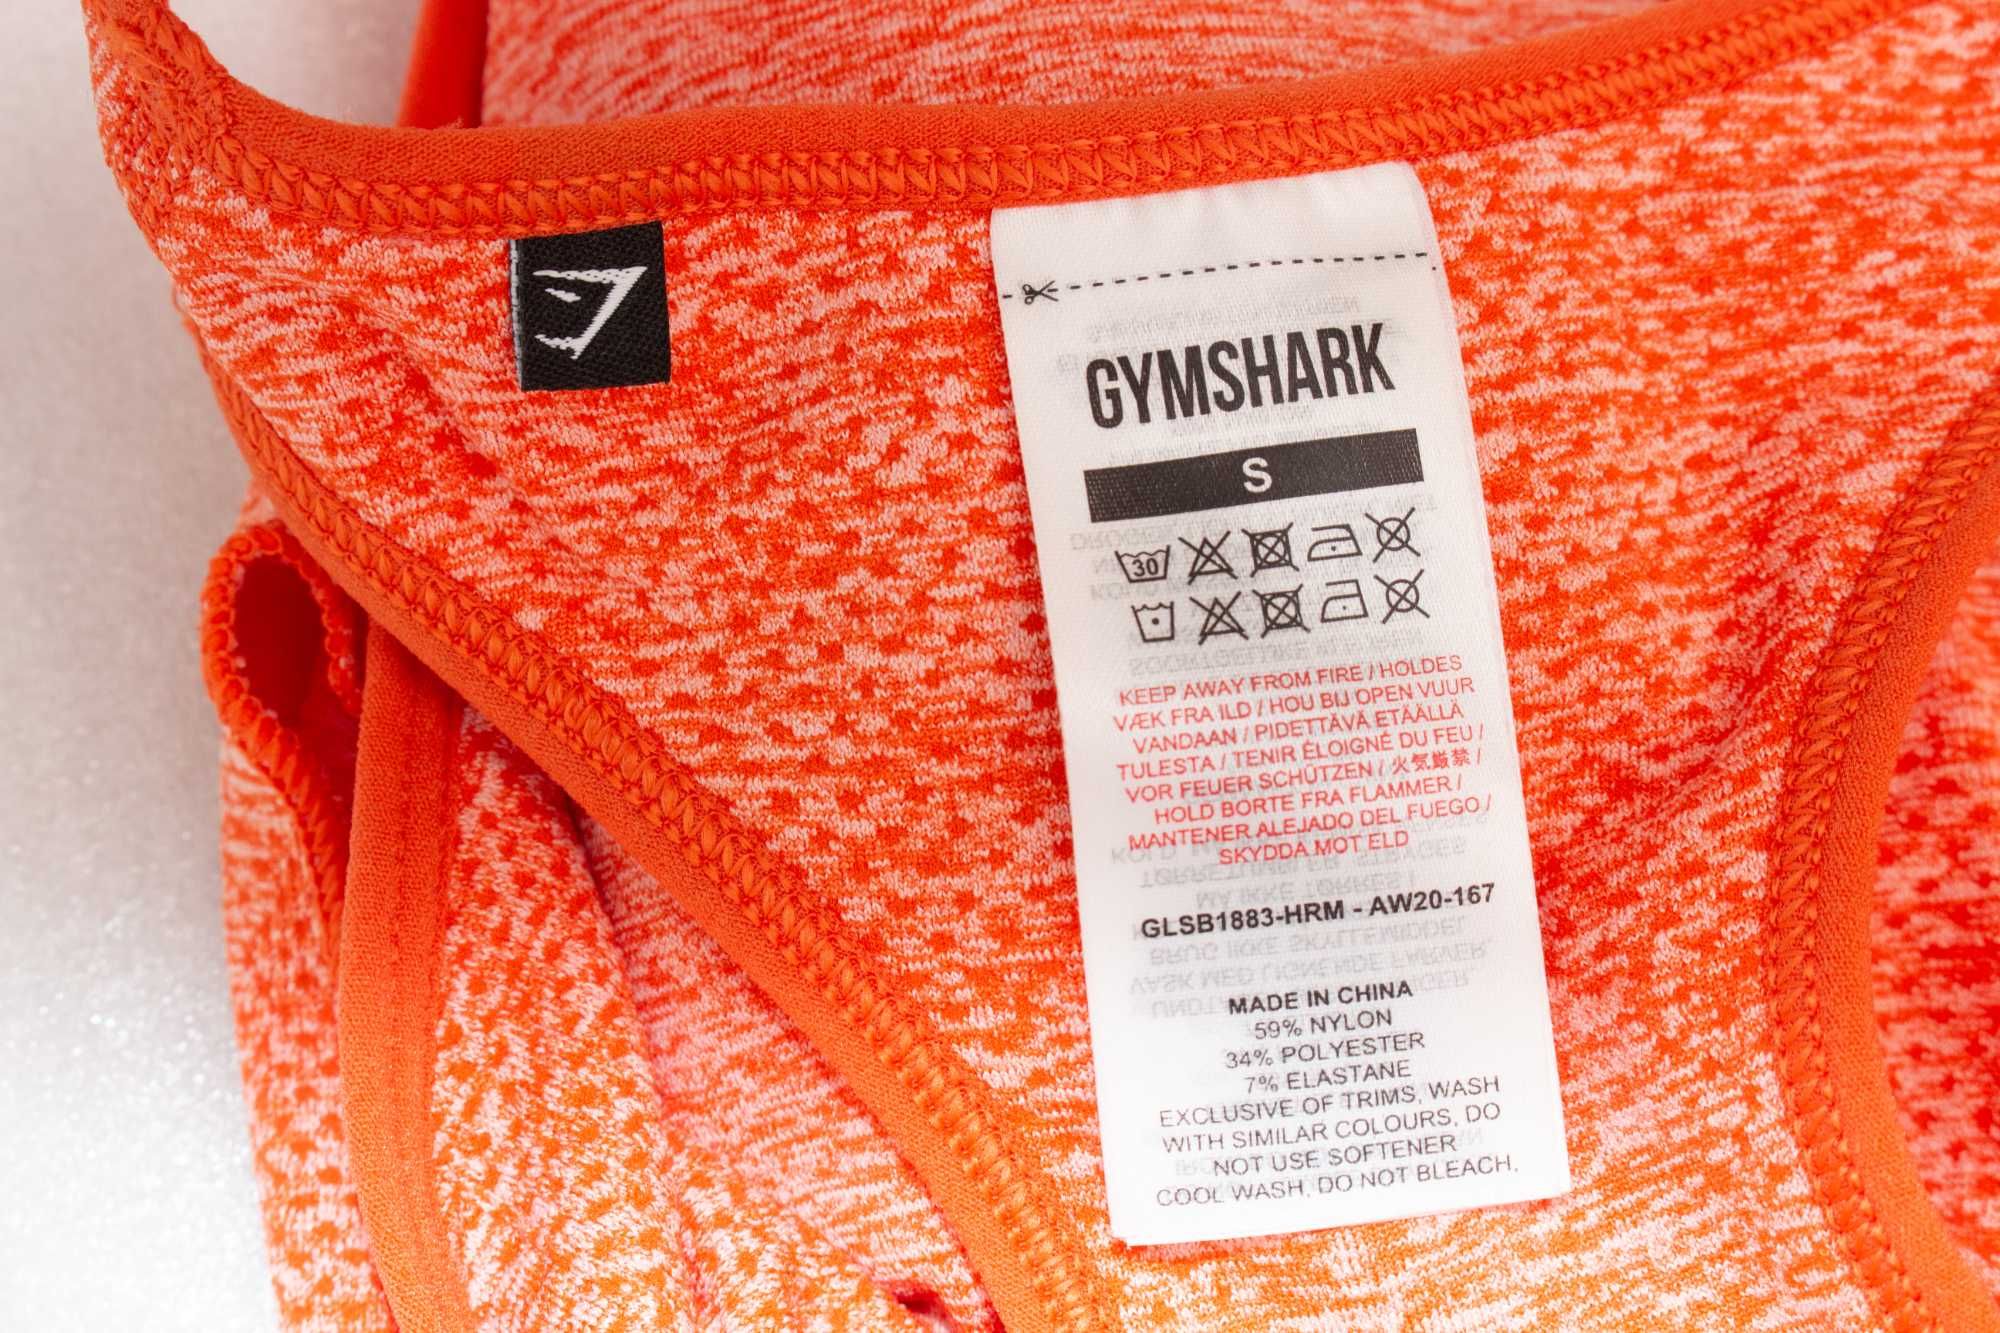 GYMSHARK
S
30
KEEP AWAY FROM FIRE / HOLDES
VÆK FRA ILD / HOU BIJ OPEN VUUR
VANDAAN / PIDETTÄVÄ ETÄÄLLÄ
TULESTA / TENIR ÉLOIGNÉ DU FEU /
VOR FEUER SCHÜTZEN / 火気厳禁 /
HOLD BORTE FRA FLAMMER /
MANTENER ALEJADO DEL FUEGO /
SKYDDA MOT ELD
GLSB1883-HRM - AW20-167
MADE IN CHINA
59% NYLON
34% POLYESTER
7% ELASTANE
EXCLUSIVE OF TRIMS, WASH
WITH SIMILAR COLOURS, DO
NOT USE SOFTENER
COOL WASH, DO NOT BLEACH.